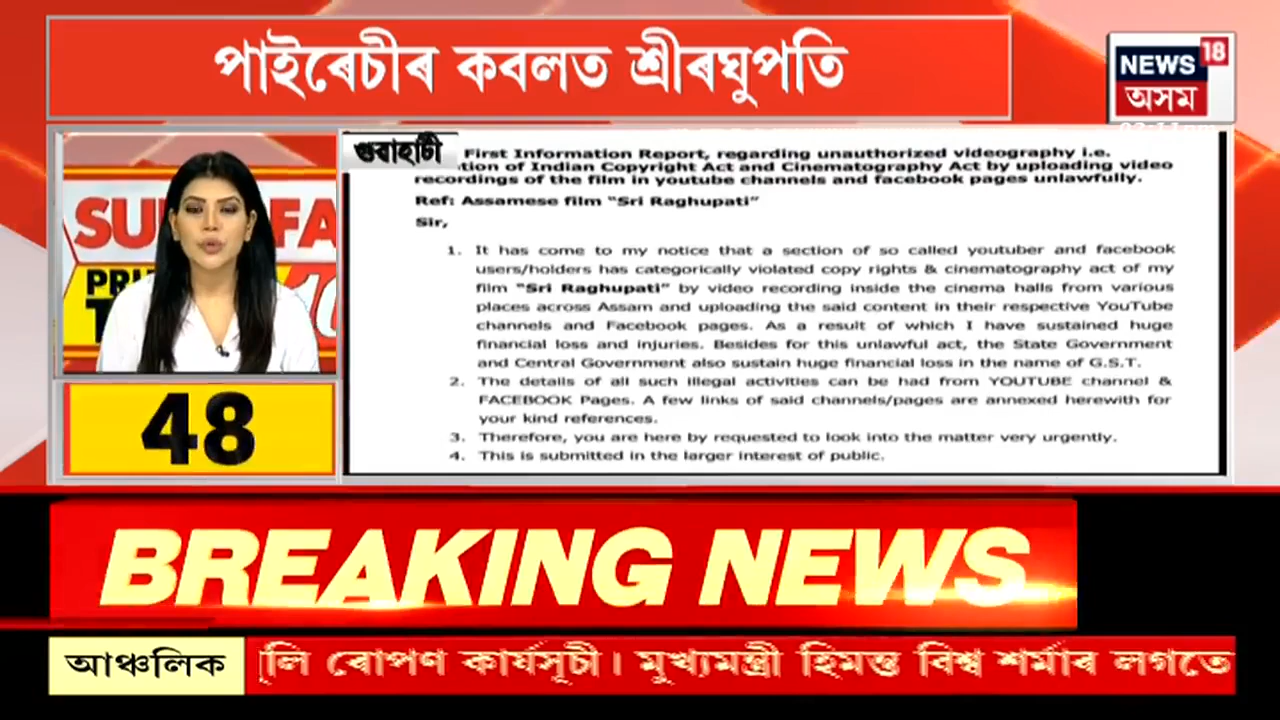 পাইৰেচীৰ কবলত শ্ৰীৰঘুপতি
NEWS 18
অসম
গুৱাহাটী
First Information Report, regarding unauthorized videography i.e.
tion of Indian Copyright Act and Cinematography Act by uploading video
recordings of the film in youtube channels and facebook pages unlawfully.
Ref: Assamese film "Sri Raghupati"
Sir,
1. It has come to my notice that a section of so called youtuber and facebook
users/holders has categorically violated copy rights & cinematography act of my
film "Sri Raghupati" by video recording inside the cinema halls from various
places across Assam and uploading the said content in their respective YouTube
channels and Facebook pages. As a result of which I have sustained huge
financial loss and injuries. Besides for this unlawful act, the State Government
and Central Government also sustain huge financial loss in the name of G.S.T.
2. The details of all such illegal activities can be had from YOUTUBE channel &
FACEBOOK Pages. A few links of said channels/pages are annexed herewith for
your kind references.
3. Therefore, you are here by requested to look into the matter very urgently.
4. This is submitted in the larger interest of public.
48
BREAKING NEWS
আঞ্চলিক
ুলি ৰোপণ কাৰ্যসূচী। মুখ্যমন্ত্ৰী হিমন্ত বিশ্ব শৰ্মাৰ লগতে